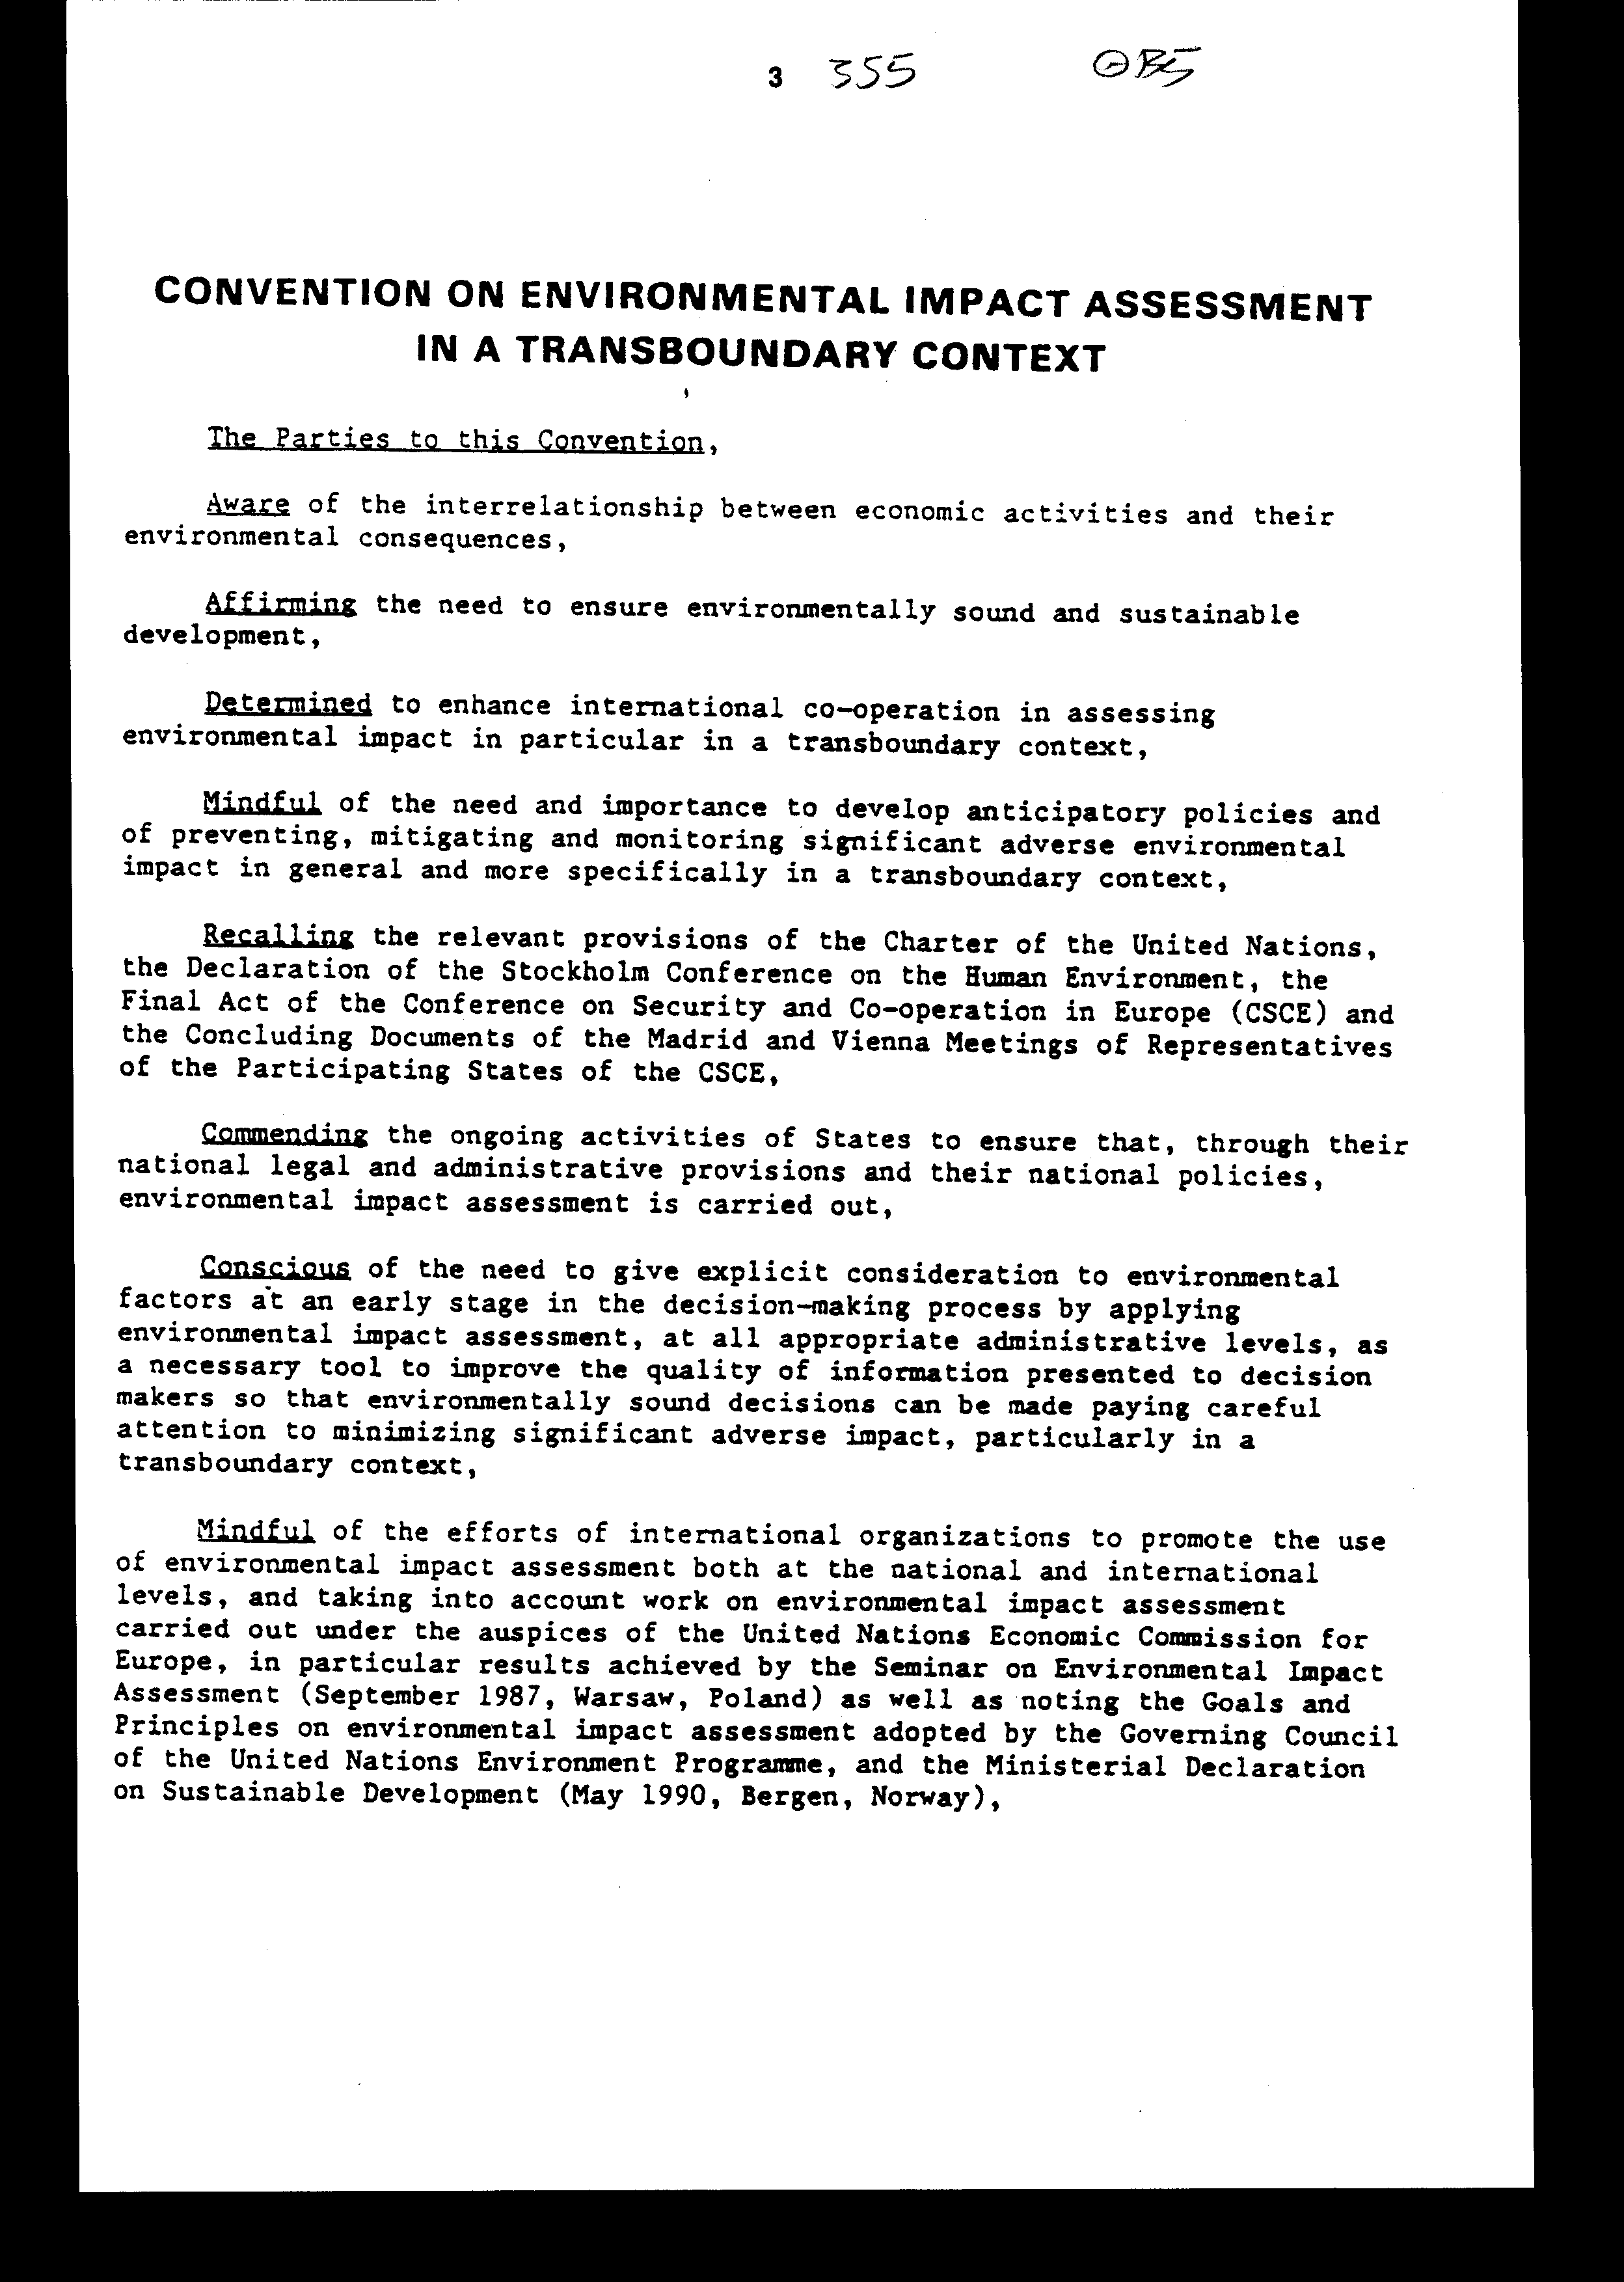 3 355
CONVENTION ON ENVIRONMENTAL IMPACT ASSESSMENT
IN A TRANSBOUNDARY CONTEXT
The Parties to this Convention,
Aware of the interrelationship between economic activities and their
environmental consequences,
Affirming the need to ensure environmentally sound and sustainable
development,
Determined to enhance international co-operation in assessing
environmental impact in particular in a transboundary context,
Mindful of the need and importance to develop anticipatory policies and
of preventing, mitigating and monitoring significant adverse environmental
impact in general and more specifically in a transboundary context,
Recalling the relevant provisions of the Charter of the United Nations,
the Declaration of the Stockholm Conference on the Human Environment, the
Final Act of the Conference on Security and Co-operation in Europe (CSCE) and
the Concluding Documents of the Madrid and Vienna Meetings of Representatives
of the Participating States of the CSCE,
Commending the ongoing activities of States to ensure that, through their
national legal and administrative provisions and their national policies,
environmental impact assessment is carried out,
Conscious of the need to give explicit consideration to environmental
factors at an early stage in the decision-making process by applying
environmental impact assessment, at all appropriate administrative levels, as
a necessary tool to improve the quality of information presented to decision
makers so that environmentally sound decisions can be made paying careful
attention to minimizing significant adverse impact, particularly in a
transboundary context,
Mindful of the efforts of international organizations to promote the use
of environmental impact assessment both at the national and international
levels, and taking into account work on environmental impact assessment
carried out under the auspices of the United Nations Economic Commission for
Europe, in particular results achieved by the Seminar on Environmental Impact
Assessment (September 1987, Warsaw, Poland) as well as noting the Goals and
Principles on environmental impact assessment adopted by the Governing Council
of the United Nations Environment Programme, and the Ministerial Declaration
on Sustainable Development (May 1990, Bergen, Norway),